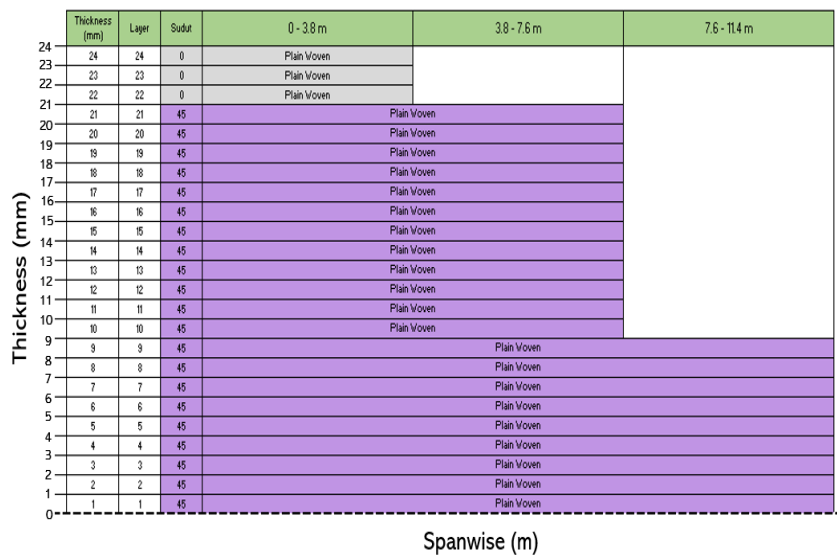 Thickness (mm) Layer Sudut 0 - 3.8 m 3.8 - 7.6 m 7.6 - 11.4 m
24
24 24 0 Plain Woven
23
23 23 0 Plain Woven
22
22 22 0 Plain Woven
21
21 21 45 Plain Woven
20
20 20 45 Plain Woven
19
19 19 45 Plain Woven
18
18 18 45 Plain Woven
17
17 17 45 Plain Woven
16
16 16 45 Plain Woven
15
15 15 45 Plain Woven
14
14 14 45 Plain Woven
13
13 13 45 Plain Woven
12
12 12 45 Plain Woven
11
11 11 45 Plain Woven
10
10 10 45 Plain Woven
9
9 9 45 Plain Woven
8
8 8 45 Plain Woven
7
7 7 45 Plain Woven
6
6 6 45 Plain Woven
5
5 5 45 Plain Woven
4
4 4 45 Plain Woven
3
3 3 45 Plain Woven
2
2 2 45 Plain Woven
1
1 1 45 Plain Woven
0
Thickness (mm)
Spanwise (m)